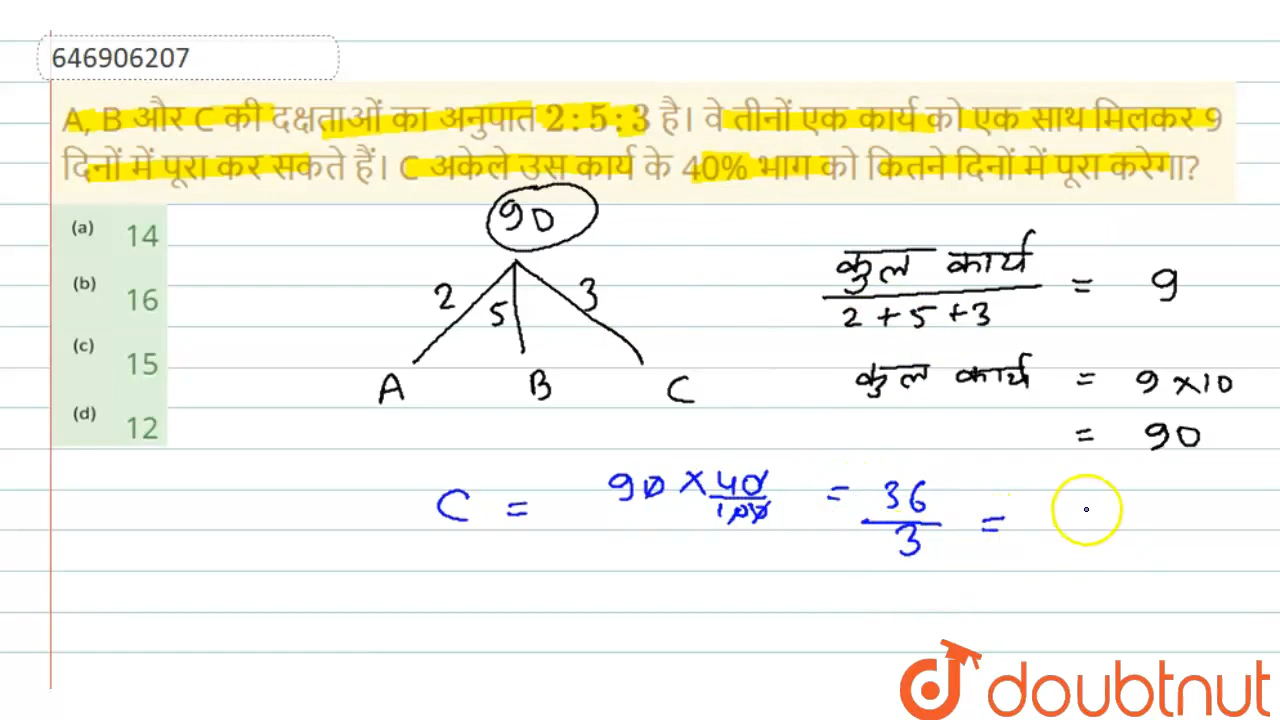 646906207
A, B और C की दक्षताओं का अनुपात 2 : 5 : 3 है। वे तीनों एक कार्य को एक साथ मिलकर 9
दिनों में पूरा कर सकते हैं। C अकेले उस कार्य के 40% भाग को कितने दिनों में पूरा करेगा?
(a) 14
(b) 16
(c) 15
(d) 12
90
2 5 3
A B C
कुल कार्य / 2 + 5 + 3 = 9
कुल कार्य = 9 × 10
= 90
C = 90 × 40/100 = 36/3 =
doubtnut